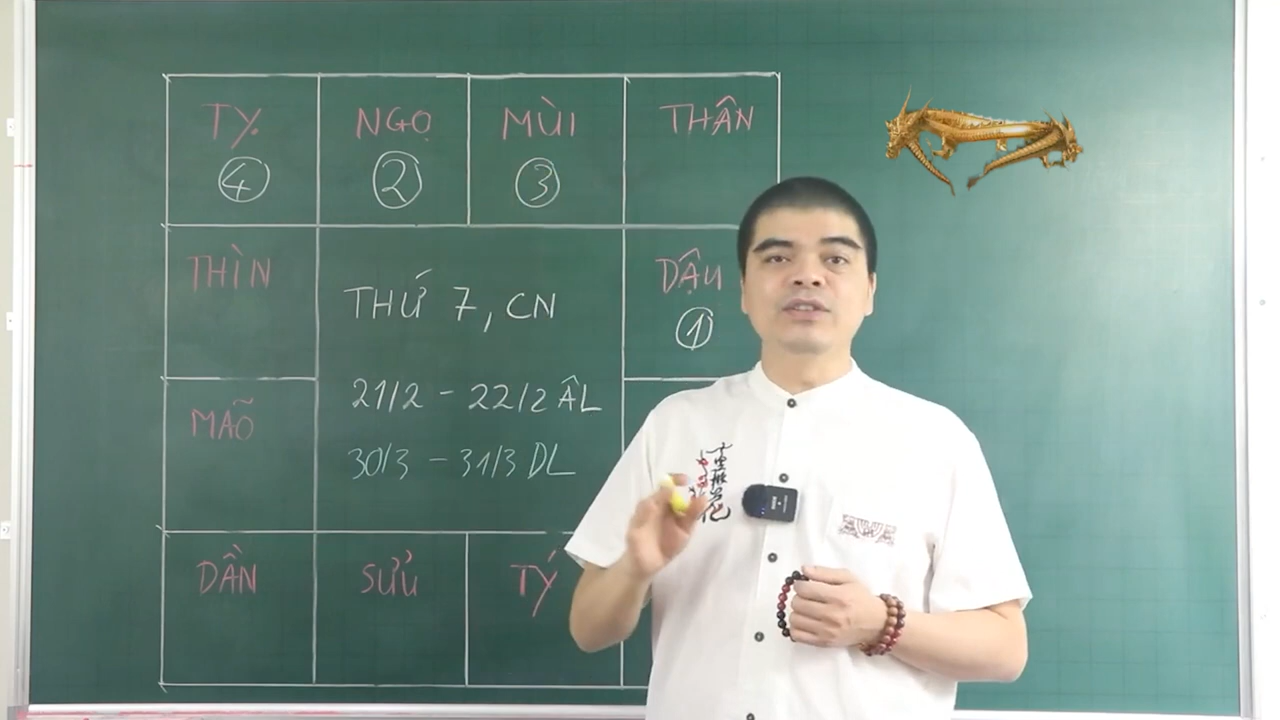 TỴ NGỌ MÙI THÂN
4 2 3
THÌN DẬU
1
THỨ 7, CN
21/2 - 22/2 ÂL
30/3 - 31/3 DL
MÃO
DẦN SỬU TÝ